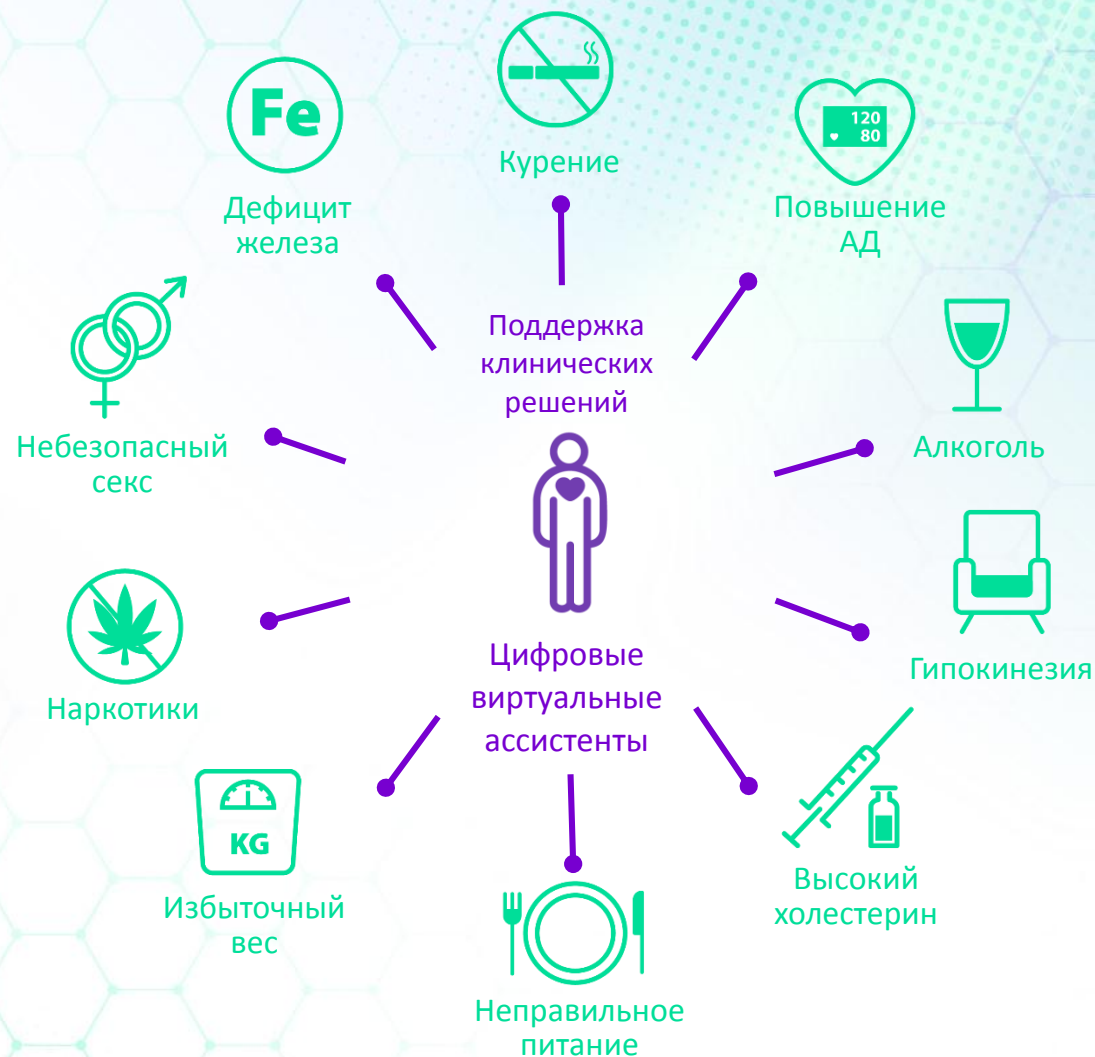 Fe
Дефицит
железа
Курение
120
80
Повышение
АД
Поддержка
клинических
решений
Небезопасный
секс
Алкоголь
Наркотики
Гипокинезия
Цифровые
виртуальные
ассистенты
KG
Избыточный
вес
Высокий
холестерин
Неправильное
питание